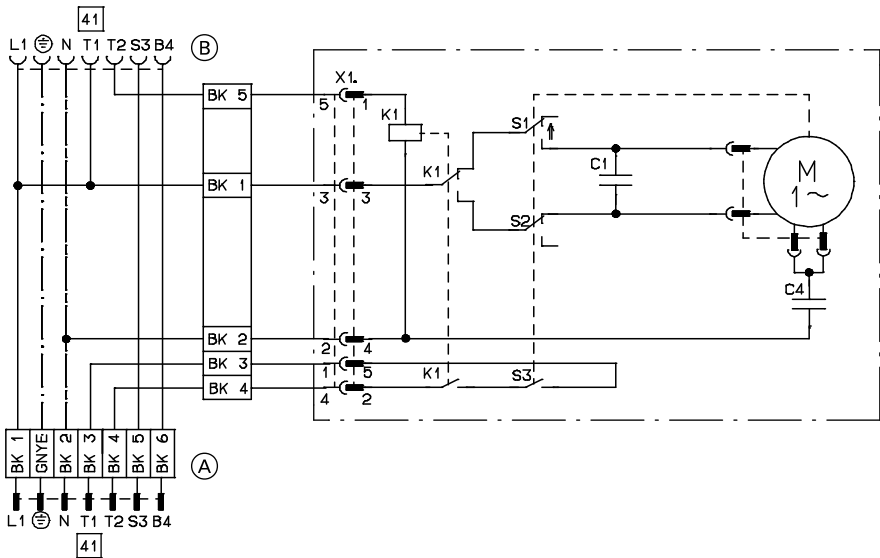 41
L1 N T1 T2 S3 B4 B
BK 5
5 X1. 1
K1
S1
C1
M
1~
BK 1
3 3
K1
S2
C4
BK 2
2 4
BK 3
1 5
BK 4
4 2
K1
S3
BK 1
GNYE
BK 2
BK 3
BK 4
BK 5
BK 6
A
L1 N T1 T2 S3 B4
41